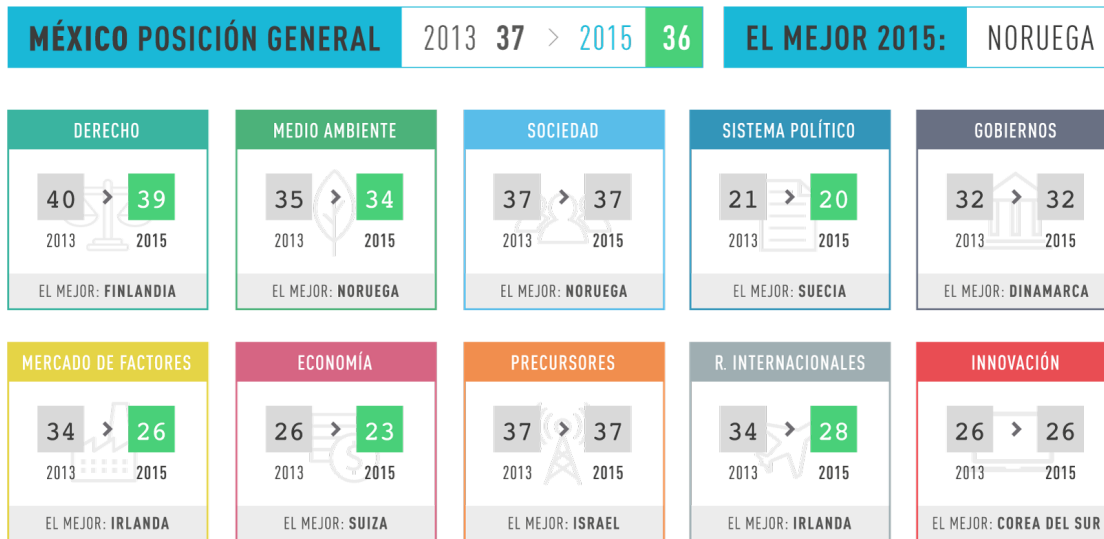 MÉXICO POSICIÓN GENERAL 2013 37 > 2015 36 EL MEJOR 2015: NORUEGA
DERECHO
40 > 39
2013 2015
EL MEJOR: FINLANDIA
MEDIO AMBIENTE
35 > 34
2013 2015
EL MEJOR: NORUEGA
SOCIEDAD
37 > 37
2013 2015
EL MEJOR: NORUEGA
SISTEMA POLÍTICO
21 > 20
2013 2015
EL MEJOR: SUECIA
GOBIERNOS
32 > 32
2013 2015
EL MEJOR: DINAMARCA
MERCADO DE FACTORES
34 > 26
2013 2015
EL MEJOR: IRLANDA
ECONOMÍA
26 > 23
2013 2015
EL MEJOR: SUIZA
PRECURSORES
37 > 37
2013 2015
EL MEJOR: ISRAEL
R. INTERNACIONALES
34 > 28
2013 2015
EL MEJOR: IRLANDA
INNOVACIÓN
26 > 26
2013 2015
EL MEJOR: COREA DEL SUR